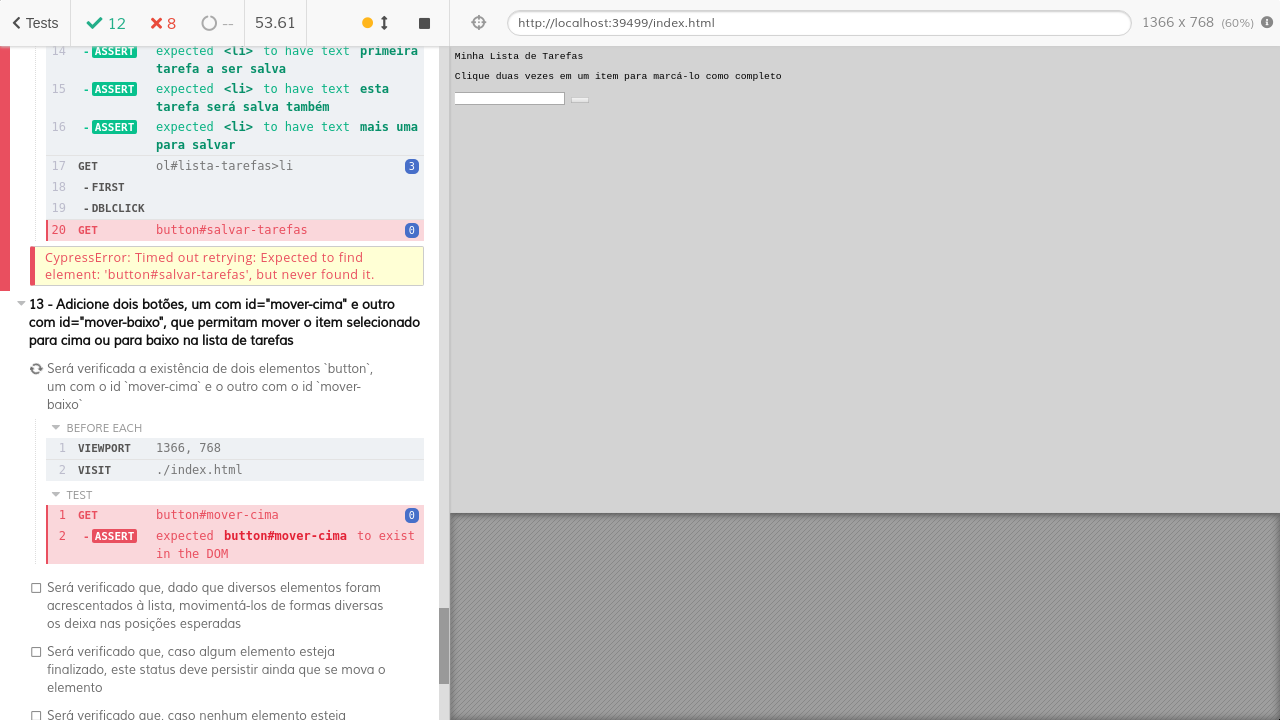 Tests
12
8
--
53.61
http://localhost:39499/index.html
1366 x 768 (60%)
14 - ASSERT expected <li> to have text primeira
tarefa a ser salva
15 - ASSERT expected <li> to have text esta
tarefa será salva também
16 - ASSERT expected <li> to have text mais uma
para salvar
17 GET ol#lista-tarefas>li 3
18 - FIRST
19 - DBLCLICK
20 GET button#salvar-tarefas 0
CypressError: Timed out retrying: Expected to find
element: 'button#salvar-tarefas', but never found it.
13 - Adicione dois botões, um com id="mover-cima" e outro
com id="mover-baixo", que permitam mover o item selecionado
para cima ou para baixo na lista de tarefas
Será verificada a existência de dois elementos `button`,
um com o id `mover-cima` e o outro com o id `mover-
baixo`
BEFORE EACH
1 VIEWPORT 1366, 768
2 VISIT ./index.html
TEST
1 GET button#mover-cima 0
2 - ASSERT expected button#mover-cima to exist
in the DOM
Será verificado que, dado que diversos elementos foram
acrescentados à lista, movimentá-los de formas diversas
os deixa nas posições esperadas
Será verificado que, caso algum elemento esteja
finalizado, este status deve persistir ainda que se mova o
elemento
Será verificado que, caso nenhum elemento esteja
Minha Lista de Tarefas
Clique duas vezes em um item para marcá-lo como completo